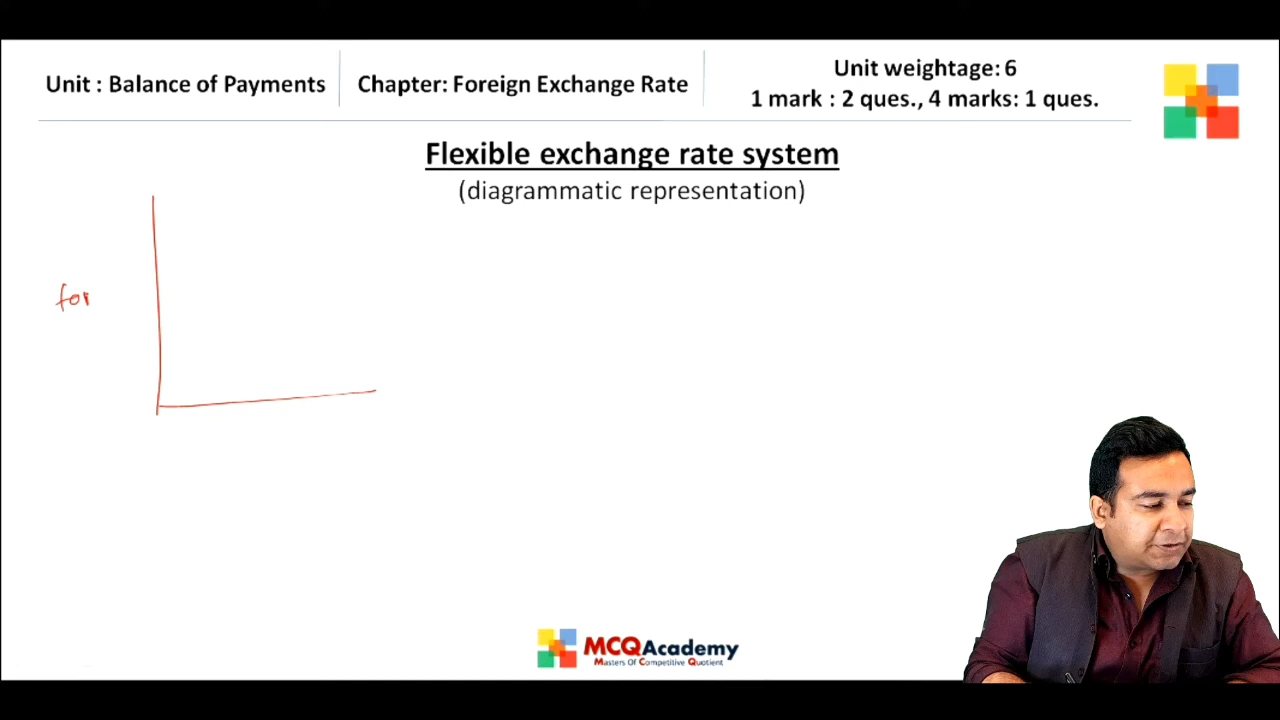 Unit : Balance of Payments
Chapter: Foreign Exchange Rate
Unit weightage: 6
1 mark : 2 ques., 4 marks: 1 ques.
Flexible exchange rate system
(diagrammatic representation)
for
MCQAcademy
Masters Of Competitive Quotient